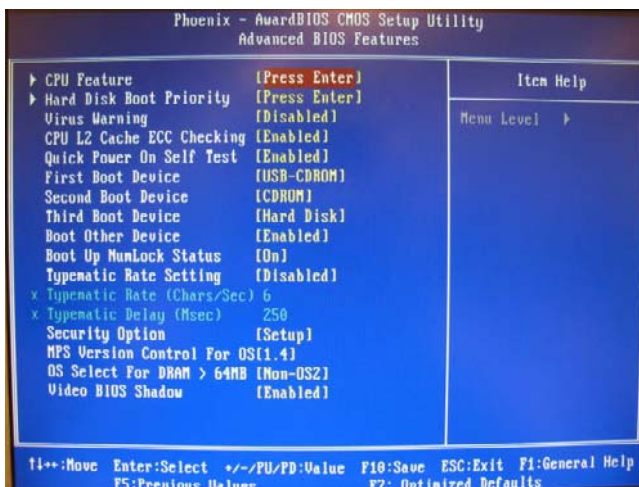 Phoenix - AwardBIOS CMOS Setup Utility
Advanced BIOS Features
CPU Feature [Press Enter]
Hard Disk Boot Priority [Press Enter]
Virus Warning [Disabled]
CPU L2 Cache ECC Checking [Enabled]
Quick Power On Self Test [Enabled]
First Boot Device [USB-CDROM]
Second Boot Device [CDROM]
Third Boot Device [Hard Disk]
Boot Other Device [Enabled]
Boot Up NumLock Status [On]
Typematic Rate Setting [Disabled]
x Typematic Rate (Chars/Sec) 6
x Typematic Delay (Msec) 250
Security Option [Setup]
MPS Version Control For OS[1.4]
OS Select For DRAM > 64MB [Non-OS2]
Video BIOS Shadow [Enabled]
Item Help
Menu Level
↑↓→←:Move Enter:Select +/-/PU/PD:Value F10:Save ESC:Exit F1:General Help
F5:Previous Values F7: Optimized Defaults